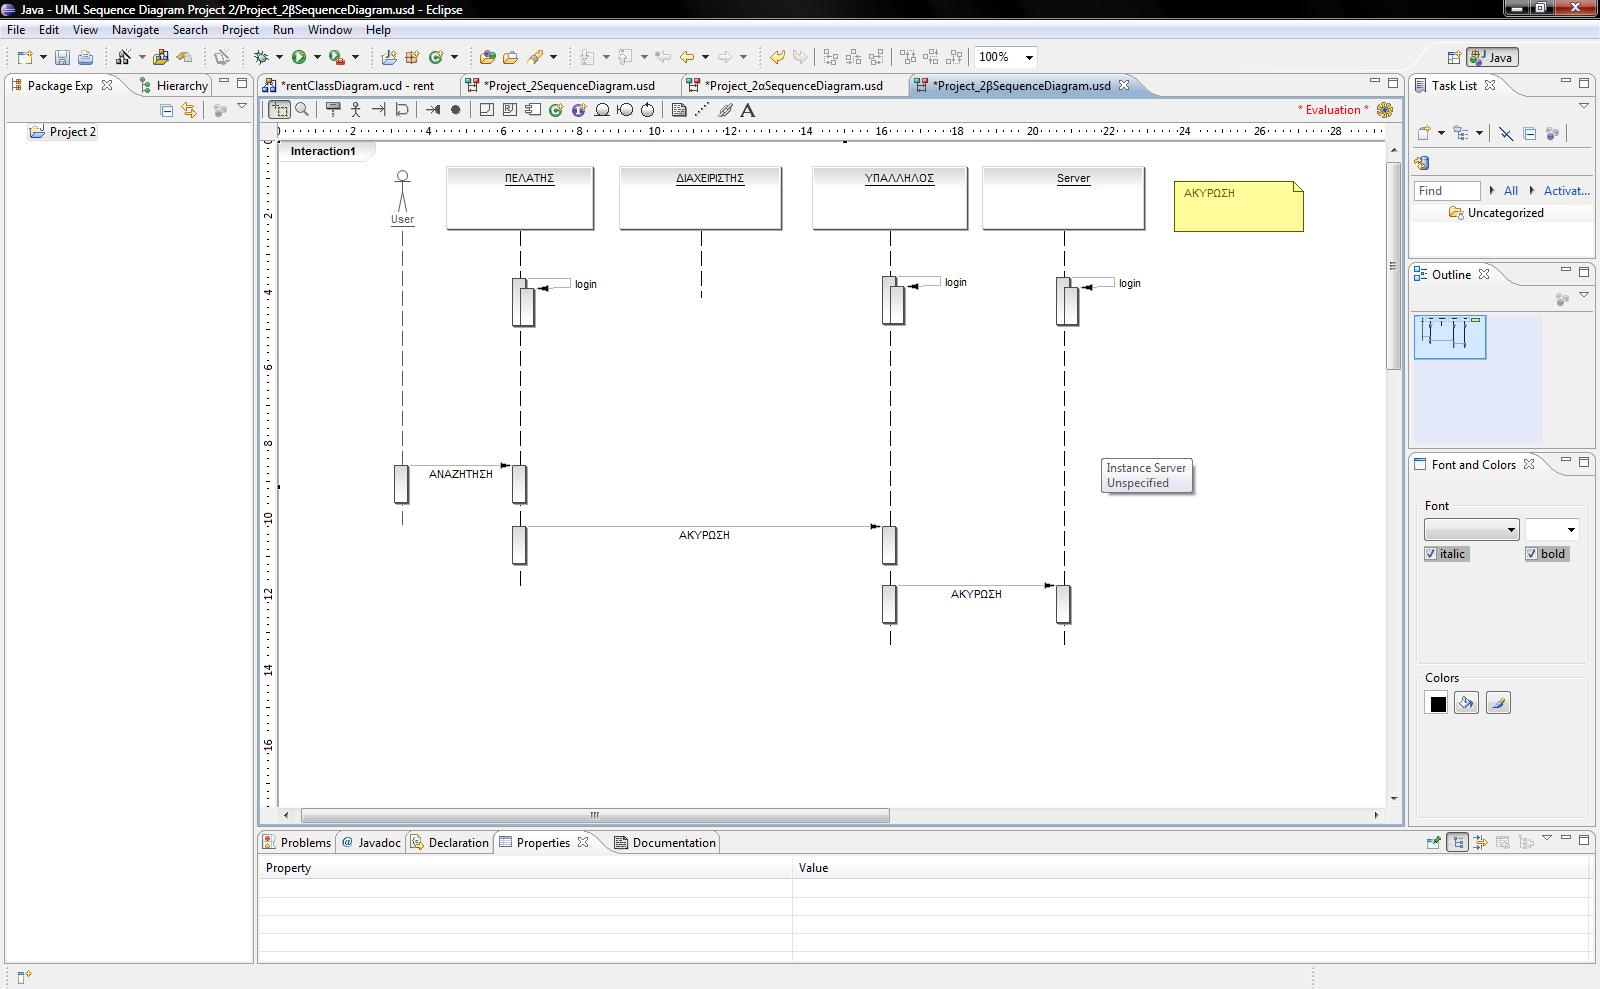 Java - UML Sequence Diagram Project 2/Project_2βSequenceDiagram.usd - Eclipse
File Edit View Navigate Search Project Run Window Help
100%
Java
Package Exp
Hierarchy
*rentClassDiagram.ucd - rent
*Project_2SequenceDiagram.usd
*Project_2αSequenceDiagram.usd
*Project_2βSequenceDiagram.usd
Task List
* Evaluation *
Project 2
2 4 6 8 10 12 14 16 18 20 22 24 26 28
0
2
4
6
8
10
12
14
16
Interaction1
User
ΠΕΛΑΤΗΣ
ΔΙΑΧΕΙΡΙΣΤΗΣ
ΥΠΑΛΛΗΛΟΣ
Server
ΑΚΥΡΩΣΗ
login
login
login
ΑΝΑΖΗΤΗΣΗ
ΑΚΥΡΩΣΗ
ΑΚΥΡΩΣΗ
Instance Server
Unspecified
Find All Activat...
Uncategorized
Outline
Font and Colors
Font
italic bold
Colors
Problems
Javadoc
Declaration
Properties
Documentation
Property Value